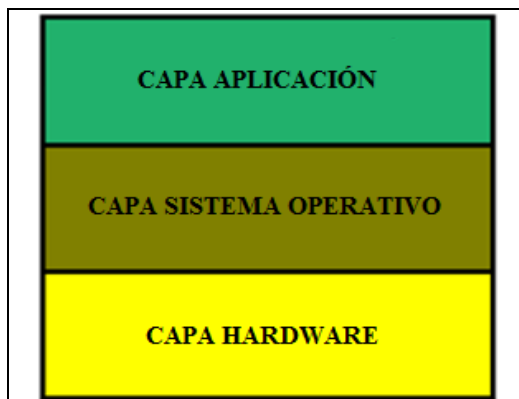 CAPA APLICACIÓN
CAPA SISTEMA OPERATIVO
CAPA HARDWARE